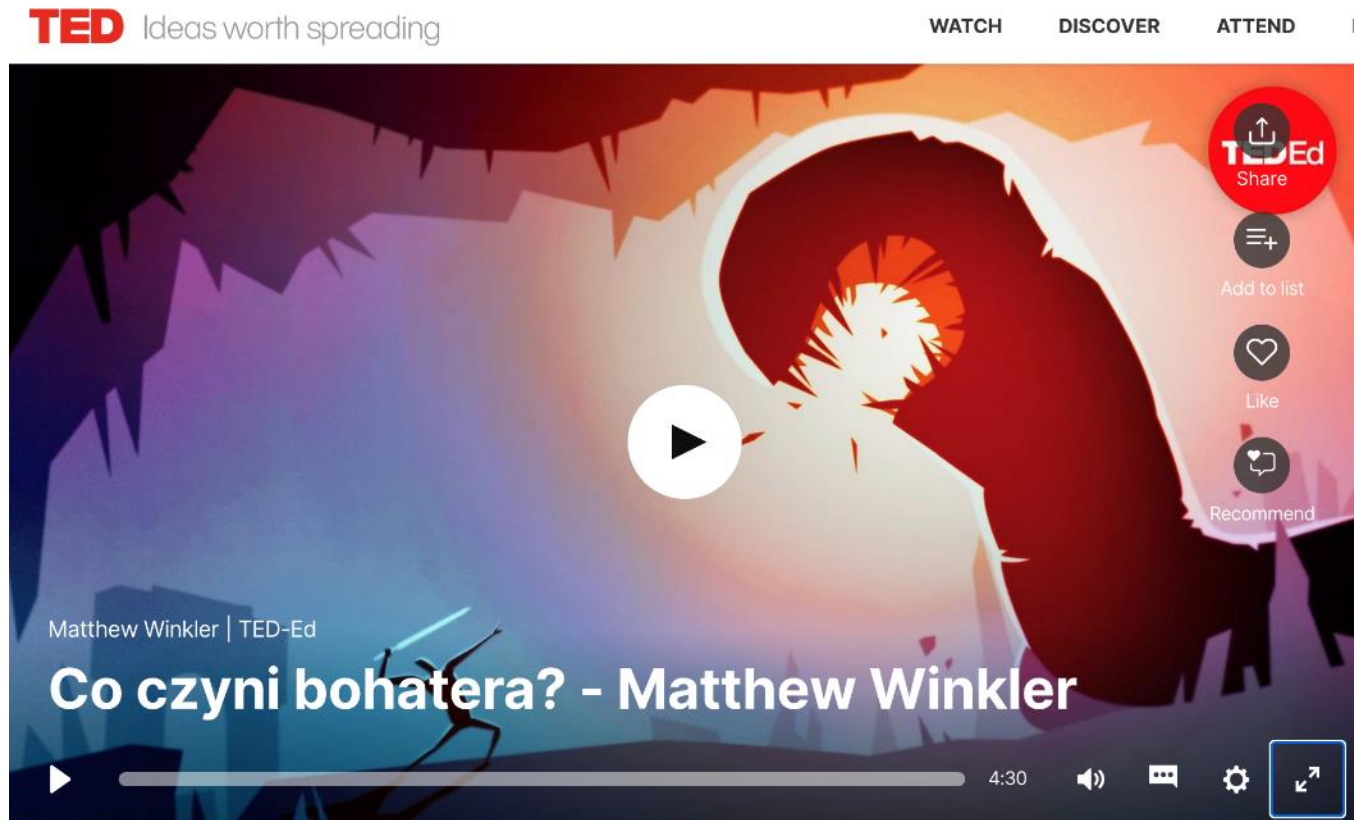 TED Ideas worth spreading
WATCH DISCOVER ATTEND
TEDEd
Share
Add to list
Like
Recommend
Matthew Winkler | TED-Ed
Co czyni bohatera? - Matthew Winkler
4:30